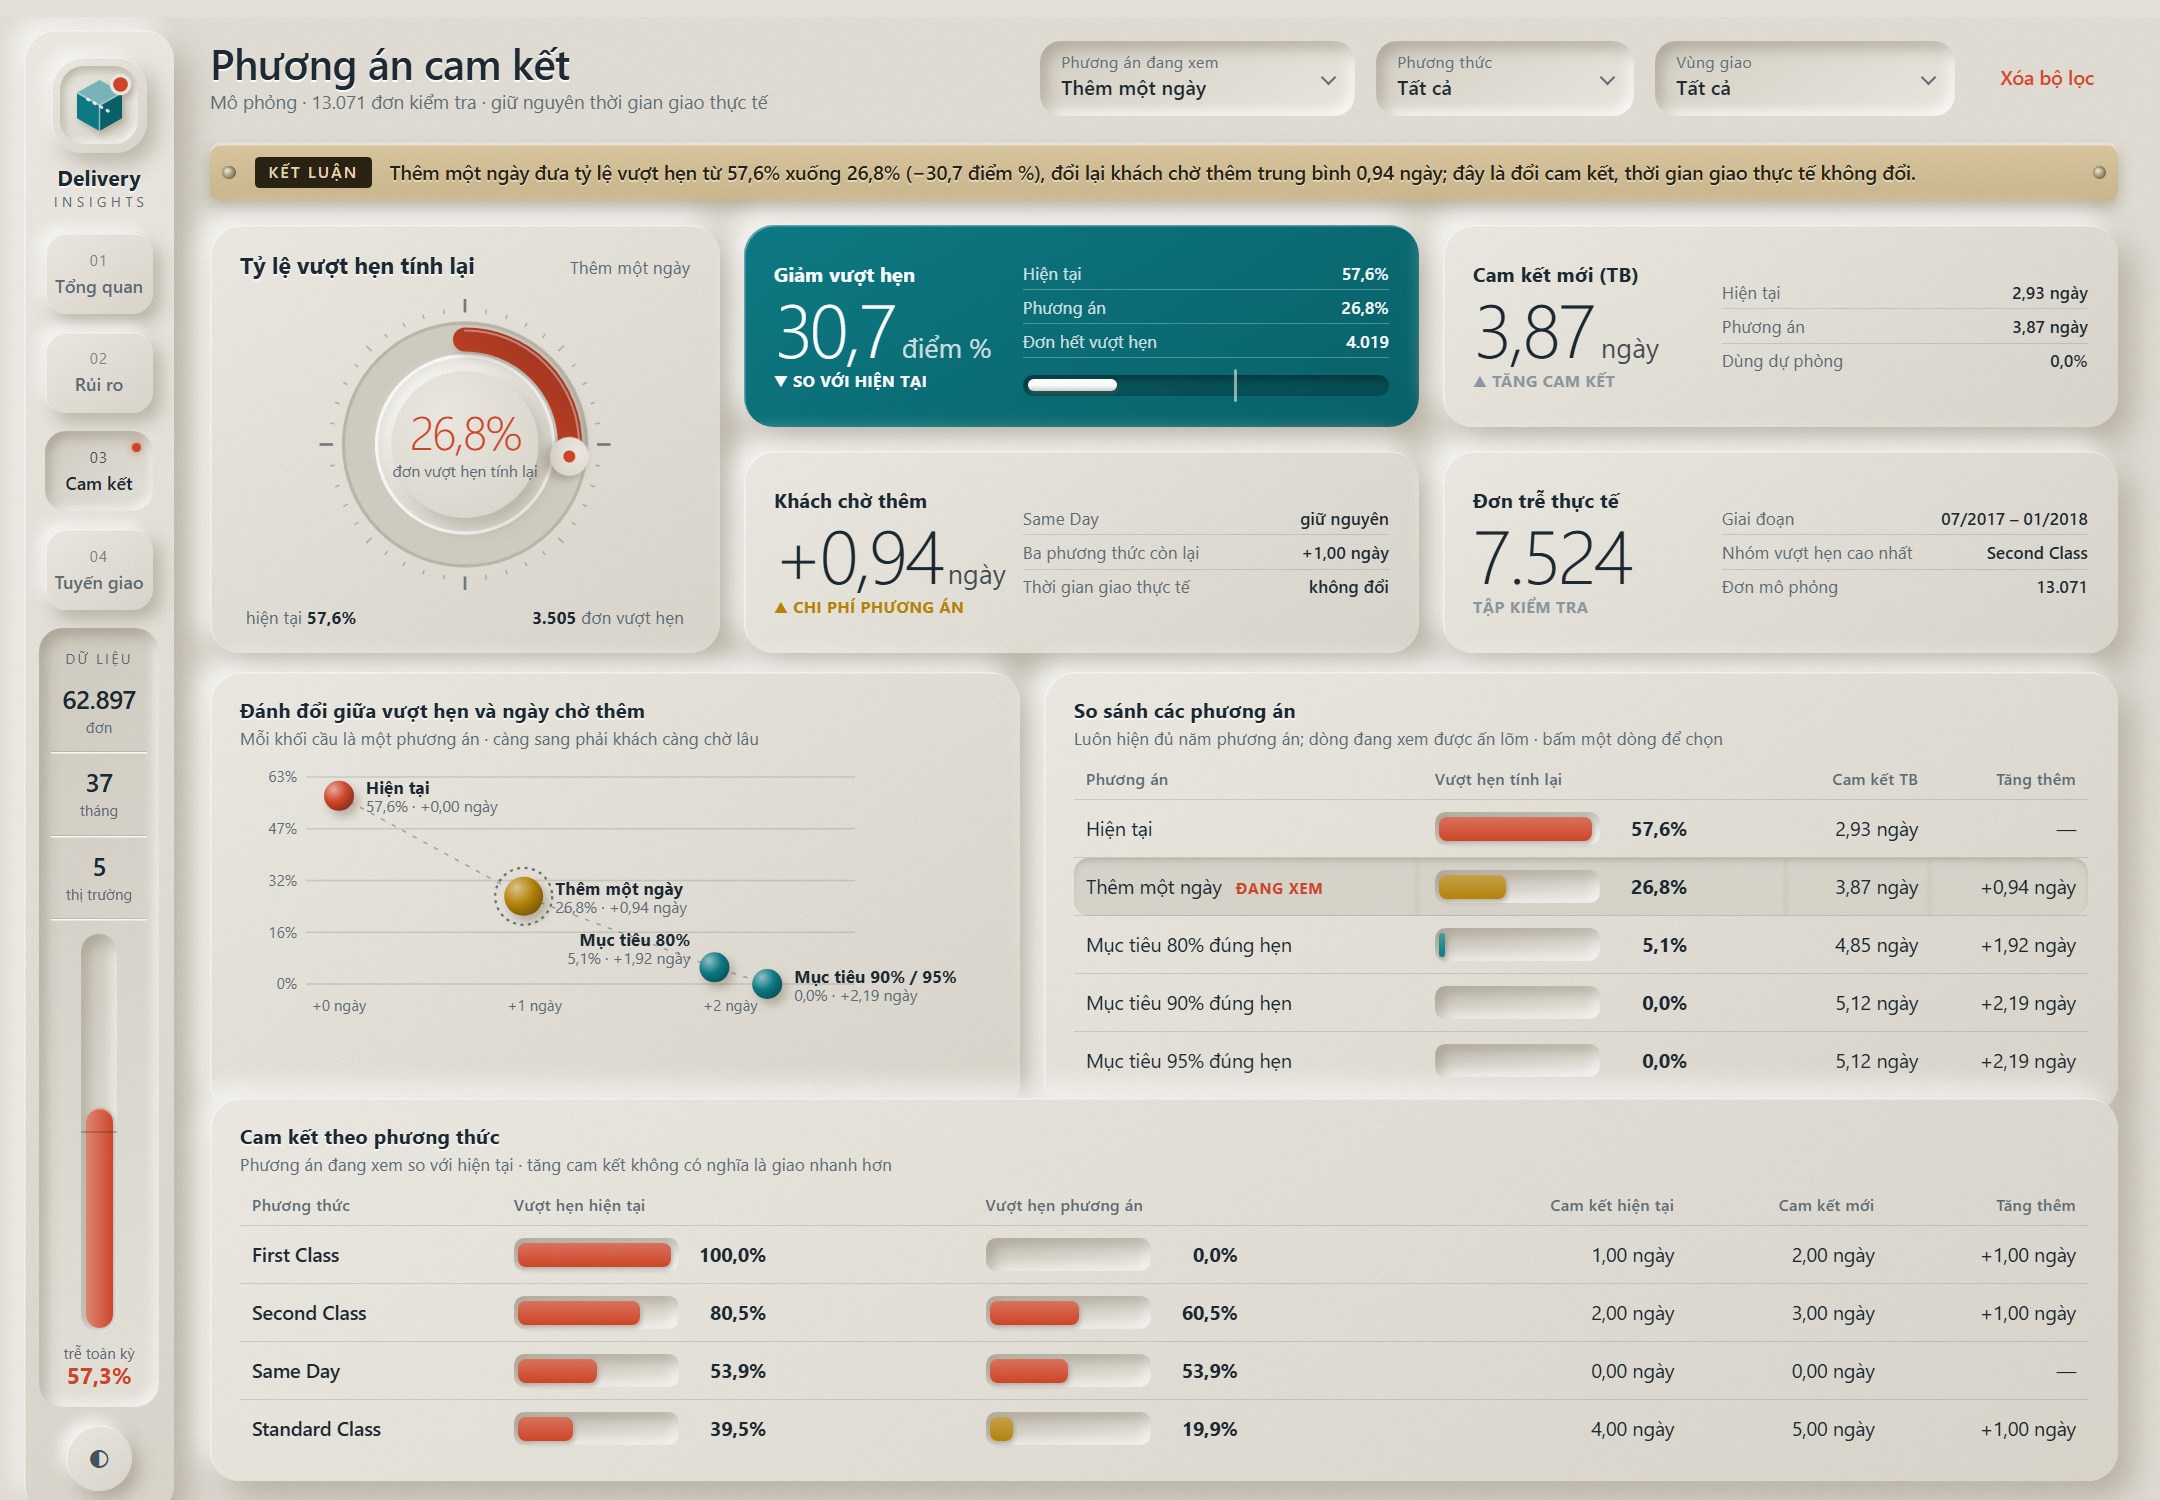 Delivery
INSIGHTS
01
Tổng quan
02
Rủi ro
03
Cam kết
04
Tuyến giao
DỮ LIỆU
62.897
đơn
37
tháng
5
thị trường
trễ toàn kỳ
57,3%
Phương án cam kết
Mô phỏng · 13.071 đơn kiểm tra · giữ nguyên thời gian giao thực tế
Phương án đang xem
Thêm một ngày
Phương thức
Tất cả
Vùng giao
Tất cả
Xóa bộ lọc
KẾT LUẬN Thêm một ngày đưa tỷ lệ vượt hẹn từ 57,6% xuống 26,8% (−30,7 điểm %), đổi lại khách chờ thêm trung bình 0,94 ngày; đây là đổi cam kết, thời gian giao thực tế không đổi.
Tỷ lệ vượt hẹn tính lại Thêm một ngày
26,8%
đơn vượt hẹn tính lại
hiện tại 57,6% 3.505 đơn vượt hẹn
Giảm vượt hẹn
30,7 điểm %
▼ SO VỚI HIỆN TẠI
Hiện tại 57,6%
Phương án 26,8%
Đơn hết vượt hẹn 4.019
Cam kết mới (TB)
3,87 ngày
▲ TĂNG CAM KẾT
Hiện tại 2,93 ngày
Phương án 3,87 ngày
Dùng dự phòng 0,0%
Khách chờ thêm
+0,94 ngày
▲ CHI PHÍ PHƯƠNG ÁN
Same Day giữ nguyên
Ba phương thức còn lại +1,00 ngày
Thời gian giao thực tế không đổi
Đơn trễ thực tế
7.524
TẬP KIỂM TRA
Giai đoạn 07/2017 – 01/2018
Nhóm vượt hẹn cao nhất Second Class
Đơn mô phỏng 13.071
Đánh đổi giữa vượt hẹn và ngày chờ thêm
Mỗi khối cầu là một phương án · càng sang phải khách càng chờ lâu
63%
47%
32%
16%
0%
Hiện tại
57,6% · +0,00 ngày
Thêm một ngày
26,8% · +0,94 ngày
Mục tiêu 80%
5,1% · +1,92 ngày
Mục tiêu 90% / 95%
0,0% · +2,19 ngày
+0 ngày +1 ngày +2 ngày
So sánh các phương án
Luôn hiện đủ năm phương án; dòng đang xem được ấn lõm · bấm một dòng để chọn
Phương án Vượt hẹn tính lại Cam kết TB Tăng thêm
Hiện tại 57,6% 2,93 ngày —
Thêm một ngày ĐANG XEM 26,8% 3,87 ngày +0,94 ngày
Mục tiêu 80% đúng hẹn 5,1% 4,85 ngày +1,92 ngày
Mục tiêu 90% đúng hẹn 0,0% 5,12 ngày +2,19 ngày
Mục tiêu 95% đúng hẹn 0,0% 5,12 ngày +2,19 ngày
Cam kết theo phương thức
Phương án đang xem so với hiện tại · tăng cam kết không có nghĩa là giao nhanh hơn
Phương thức Vượt hẹn hiện tại Vượt hẹn phương án Cam kết hiện tại Cam kết mới Tăng thêm
First Class 100,0% 0,0% 1,00 ngày 2,00 ngày +1,00 ngày
Second Class 80,5% 60,5% 2,00 ngày 3,00 ngày +1,00 ngày
Same Day 53,9% 53,9% 0,00 ngày 0,00 ngày —
Standard Class 39,5% 19,9% 4,00 ngày 5,00 ngày +1,00 ngày